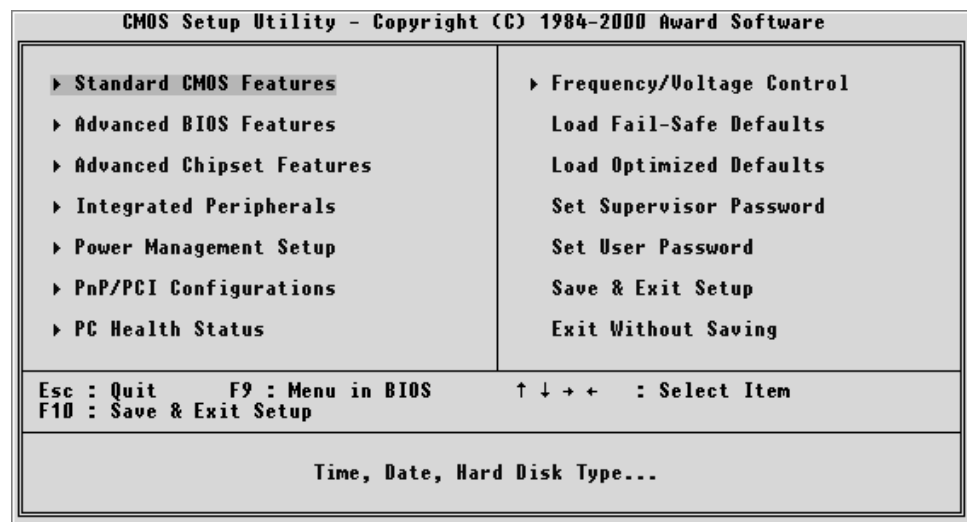 CMOS Setup Utility - Copyright (C) 1984-2000 Award Software
▸ Standard CMOS Features
▸ Advanced BIOS Features
▸ Advanced Chipset Features
▸ Integrated Peripherals
▸ Power Management Setup
▸ PnP/PCI Configurations
▸ PC Health Status
▸ Frequency/Voltage Control
Load Fail-Safe Defaults
Load Optimized Defaults
Set Supervisor Password
Set User Password
Save & Exit Setup
Exit Without Saving
Esc : Quit F9 : Menu in BIOS ↑ ↓ → ← : Select Item
F10 : Save & Exit Setup
Time, Date, Hard Disk Type...